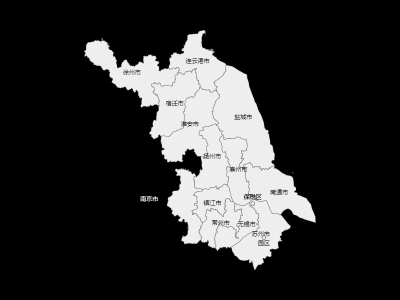 连云港市
徐州市
宿迁市
盐城市
淮安市
扬州市
泰州市
南通市
南京市
保税区
镇江市
常州市
无锡市
苏州市
园区